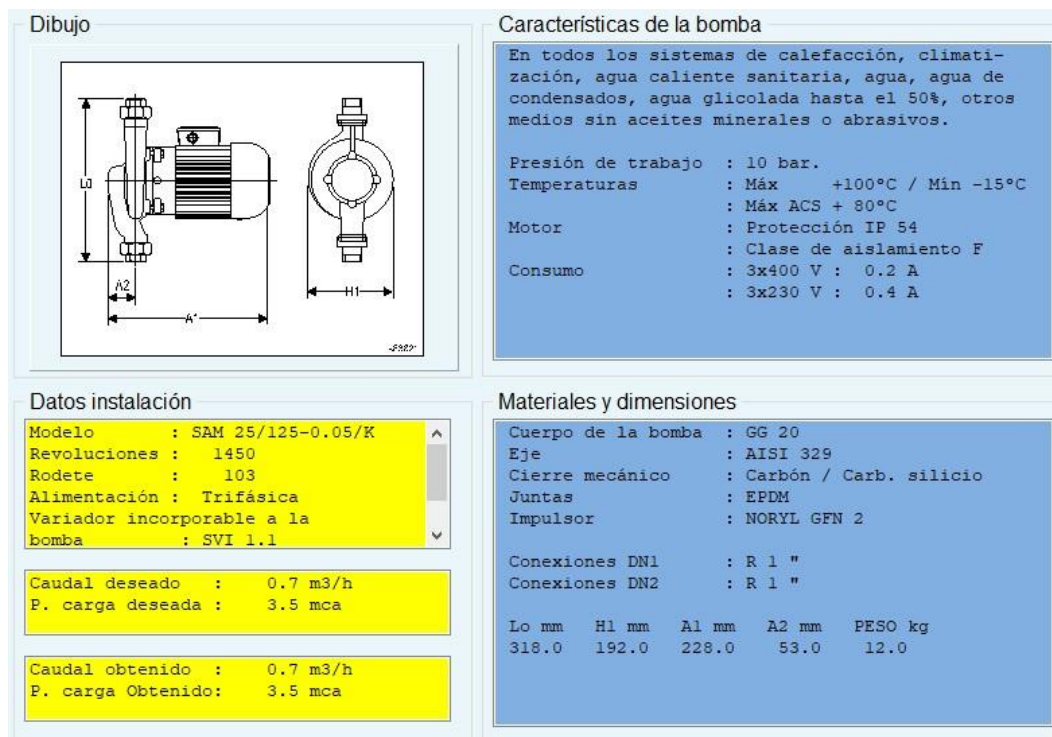 Dibujo
Lo
A2
A1
H1
Características de la bomba
En todos los sistemas de calefacción, climati-
zación, agua caliente sanitaria, agua, agua de
condensados, agua glicolada hasta el 50%, otros
medios sin aceites minerales o abrasivos.
Presión de trabajo : 10 bar.
Temperaturas : Máx +100°C / Mín -15°C
: Máx ACS + 80°C
Motor : Protección IP 54
: Clase de aislamiento F
Consumo : 3x400 V : 0.2 A
: 3x230 V : 0.4 A
Datos instalación
Modelo : SAM 25/125-0.05/K
Revoluciones : 1450
Rodete : 103
Alimentación : Trifásica
Variador incorporable a la
bomba : SVI 1.1
Caudal deseado : 0.7 m3/h
P. carga deseada : 3.5 mca
Caudal obtenido : 0.7 m3/h
P. carga Obtenido: 3.5 mca
Materiales y dimensiones
Cuerpo de la bomba : GG 20
Eje : AISI 329
Cierre mecánico : Carbón / Carb. silicio
Juntas : EPDM
Impulsor : NORYL GFN 2
Conexiones DN1 : R 1 "
Conexiones DN2 : R 1 "
Lo mm H1 mm A1 mm A2 mm PESO kg
318.0 192.0 228.0 53.0 12.0